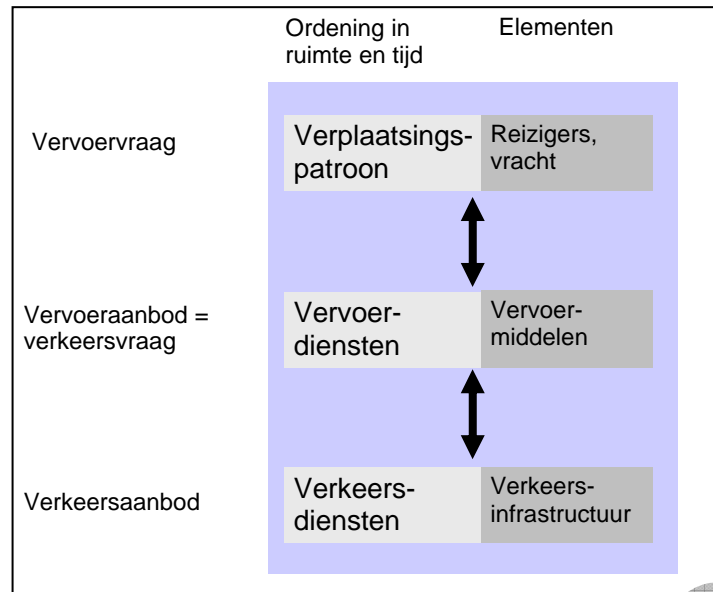 Ordening in
ruimte en tijd
Elementen
Vervoervraag
Verplaatsings-
patroon
Reizigers,
vracht
Vervoeraanbod =
verkeersvraag
Vervoer-
diensten
Vervoer-
middelen
Verkeersaanbod
Verkeers-
diensten
Verkeers-
infrastructuur